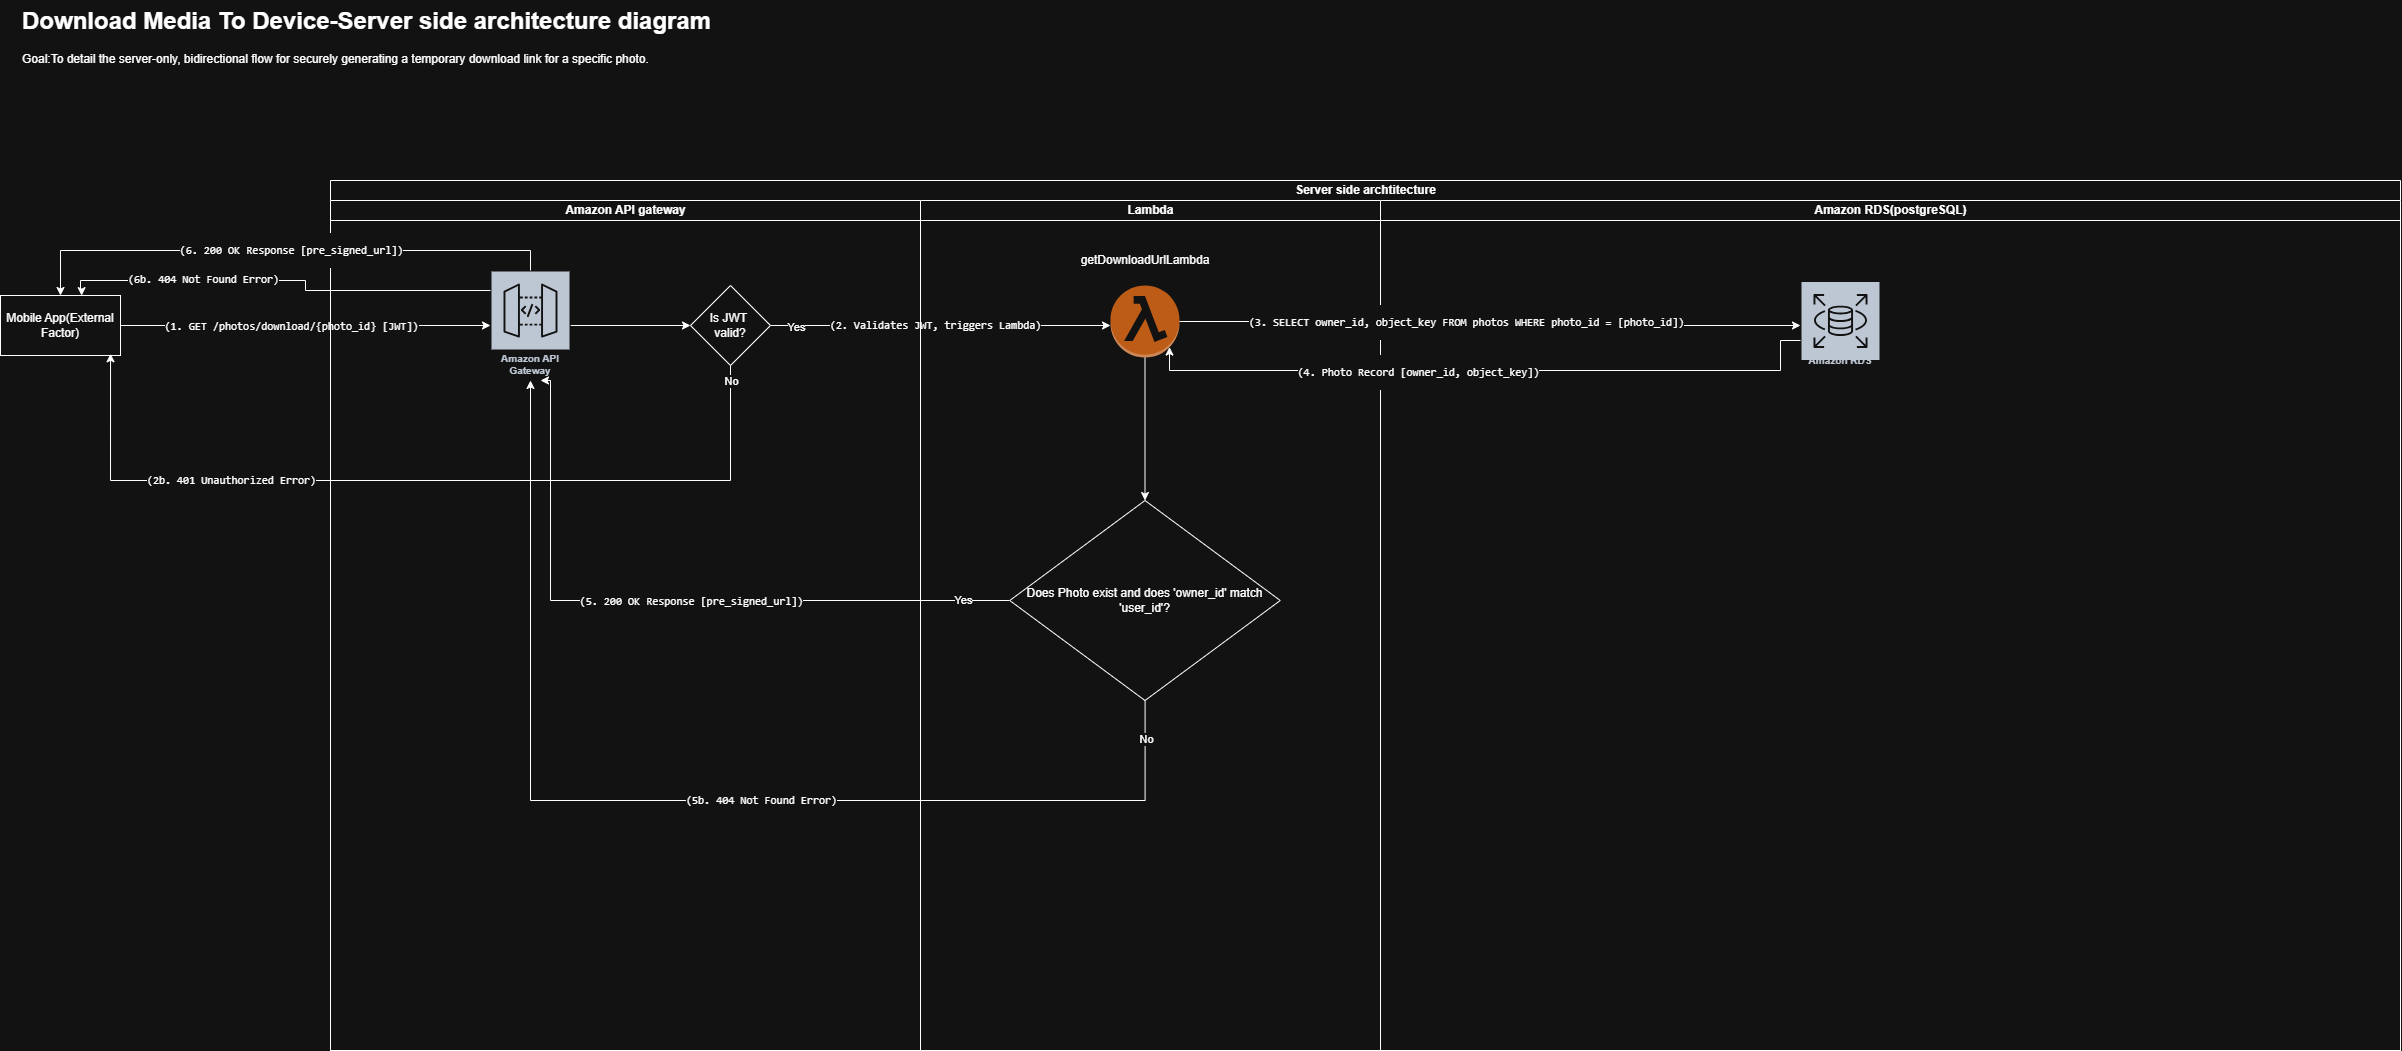 Download Media To Device-Server side architecture diagram
Goal:To detail the server-only, bidirectional flow for securely generating a temporary download link for a specific photo.
Server side archtitecture
Amazon API gateway
Lambda
Amazon RDS(postgreSQL)
(6. 200 OK Response [pre_signed_url])
getDownloadUrlLambda
(6b. 404 Not Found Error)
Mobile App(External
Factor)
(1. GET /photos/download/{photo_id} [JWT])
Amazon API
Gateway
Is JWT
valid?
Yes
(2. Validates JWT, triggers Lambda)
(3. SELECT owner_id, object_key FROM photos WHERE photo_id = [photo_id])
Amazon RDS
(4. Photo Record [owner_id, object_key])
No
(2b. 401 Unauthorized Error)
Does Photo exist and does 'owner_id' match
'user_id'?
Yes
(5. 200 OK Response [pre_signed_url])
No
(5b. 404 Not Found Error)